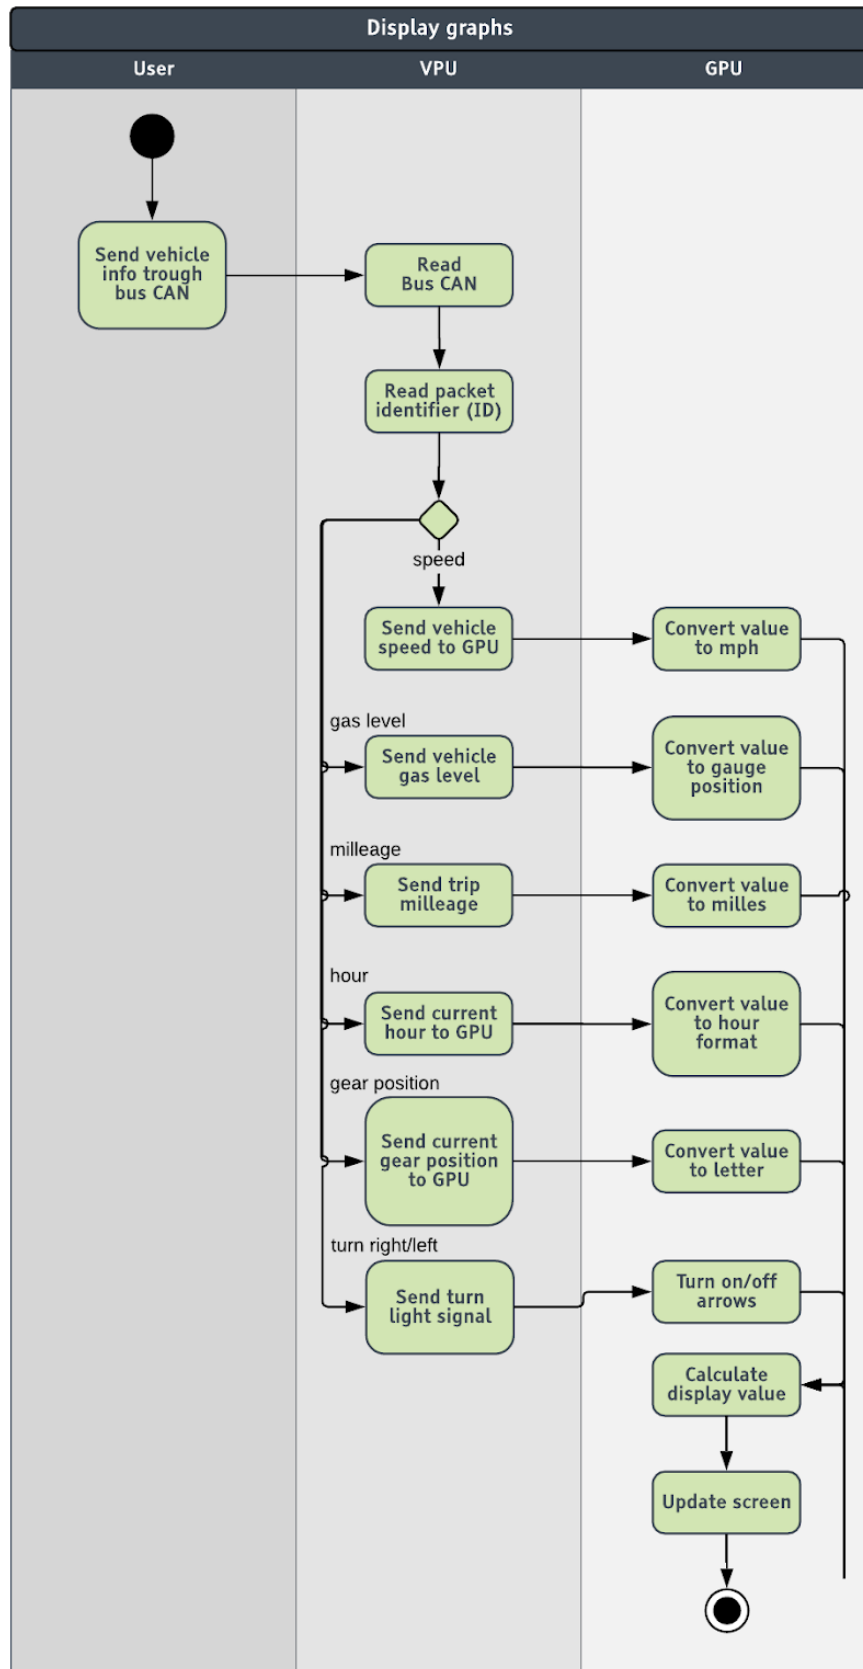 Display graphs
User
VPU
GPU
Send vehicle
info trough
bus CAN
Read
Bus CAN
Read packet
identifier (ID)
speed
Send vehicle
speed to GPU
Convert value
to mph
gas level
Send vehicle
gas level
Convert value
to gauge
position
milleage
Send trip
milleage
Convert value
to milles
hour
Send current
hour to GPU
Convert value
to hour
format
gear position
Send current
gear position
to GPU
Convert value
to letter
turn right/left
Send turn
light signal
Turn on/off
arrows
Calculate
display value
Update screen